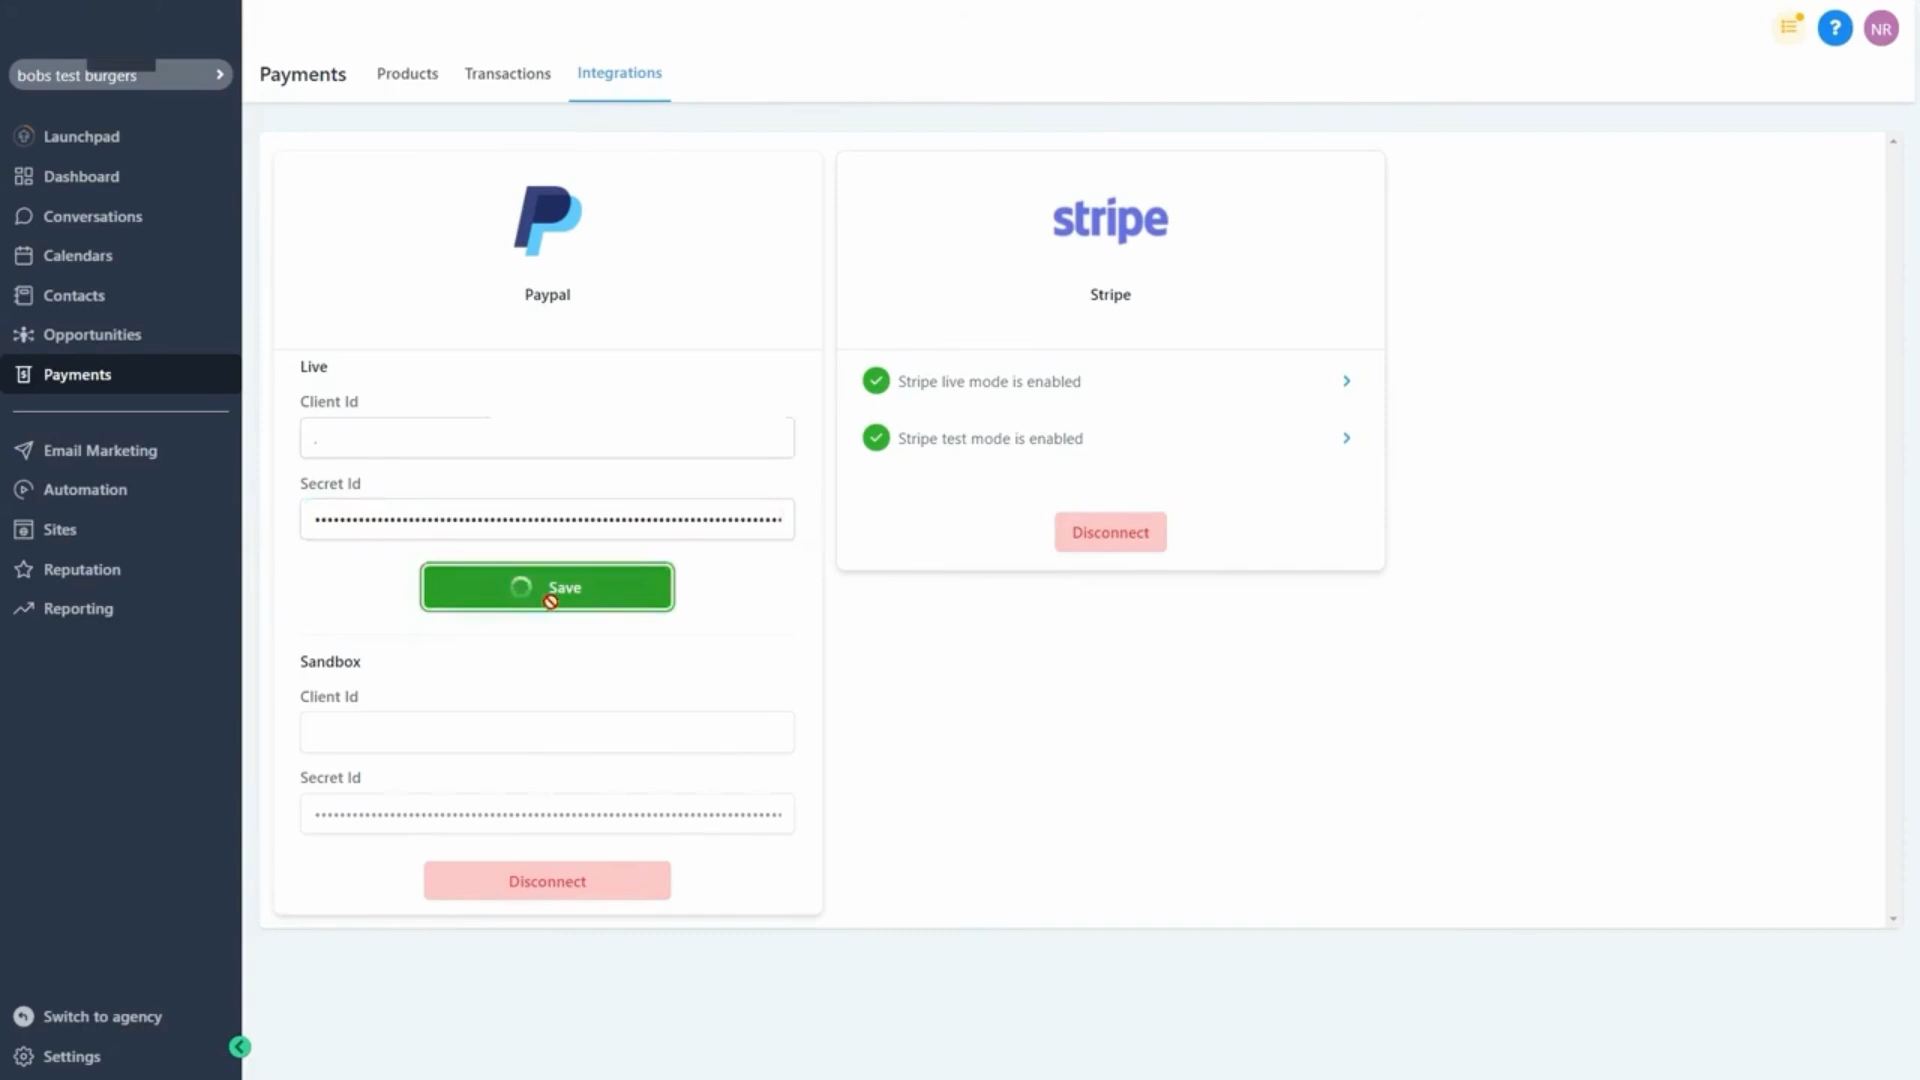 bobs test burgers
Payments
Products
Transactions
Integrations
?
NR
Launchpad
Dashboard
Conversations
Calendars
Contacts
Opportunities
Payments
Email Marketing
Automation
Sites
Reputation
Reporting
Switch to agency
Settings
Paypal
Live
Client Id
Secret Id
Save
Sandbox
Client Id
Secret Id
Disconnect
stripe
Stripe
Stripe live mode is enabled
Stripe test mode is enabled
Disconnect